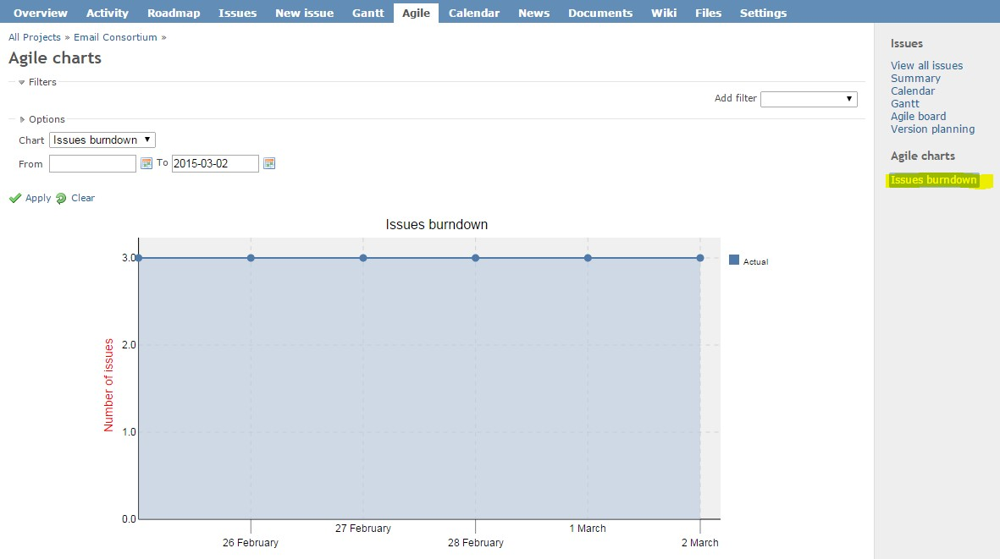 Overview Activity Roadmap Issues New issue Gantt Agile Calendar News Documents Wiki Files Settings
All Projects » Email Consortium »
Agile charts
Filters
Add filter
Options
Chart Issues burndown
From To 2015-03-02
Apply Clear
Issues burndown
3.0
2.0
1.0
0.0
Number of issues
26 February
27 February
28 February
1 March
2 March
Actual
Issues
View all issues
Summary
Calendar
Gantt
Agile board
Version planning
Agile charts
Issues burndown